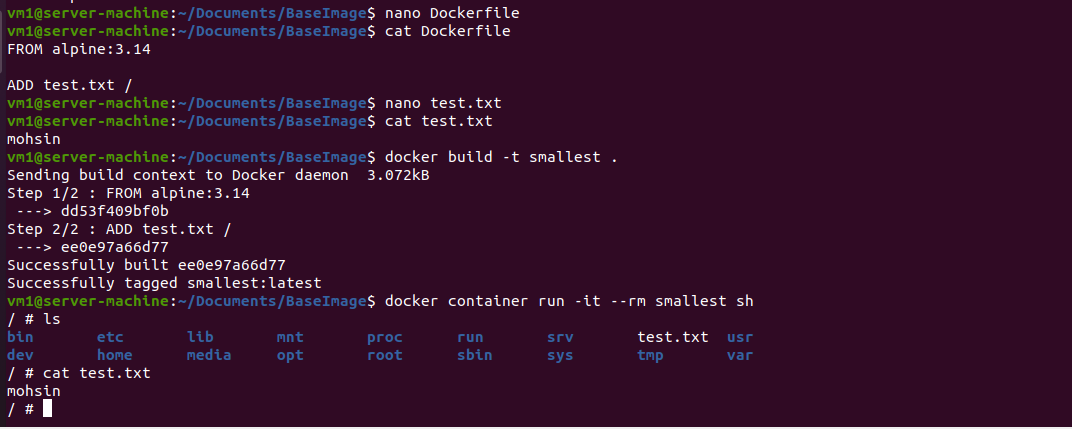 vm1@server-machine:~/Documents/BaseImage$ nano Dockerfile
vm1@server-machine:~/Documents/BaseImage$ cat Dockerfile
FROM alpine:3.14

ADD test.txt /
vm1@server-machine:~/Documents/BaseImage$ nano test.txt
vm1@server-machine:~/Documents/BaseImage$ cat test.txt
mohsin
vm1@server-machine:~/Documents/BaseImage$ docker build -t smallest .
Sending build context to Docker daemon  3.072kB
Step 1/2 : FROM alpine:3.14
 ---> dd53f409bf0b
Step 2/2 : ADD test.txt /
 ---> ee0e97a66d77
Successfully built ee0e97a66d77
Successfully tagged smallest:latest
vm1@server-machine:~/Documents/BaseImage$ docker container run -it --rm smallest sh
/ # ls
bin       etc       lib       mnt       proc      run       srv       test.txt  usr
dev       home      media     opt       root      sbin      sys       tmp       var
/ # cat test.txt
mohsin
/ #